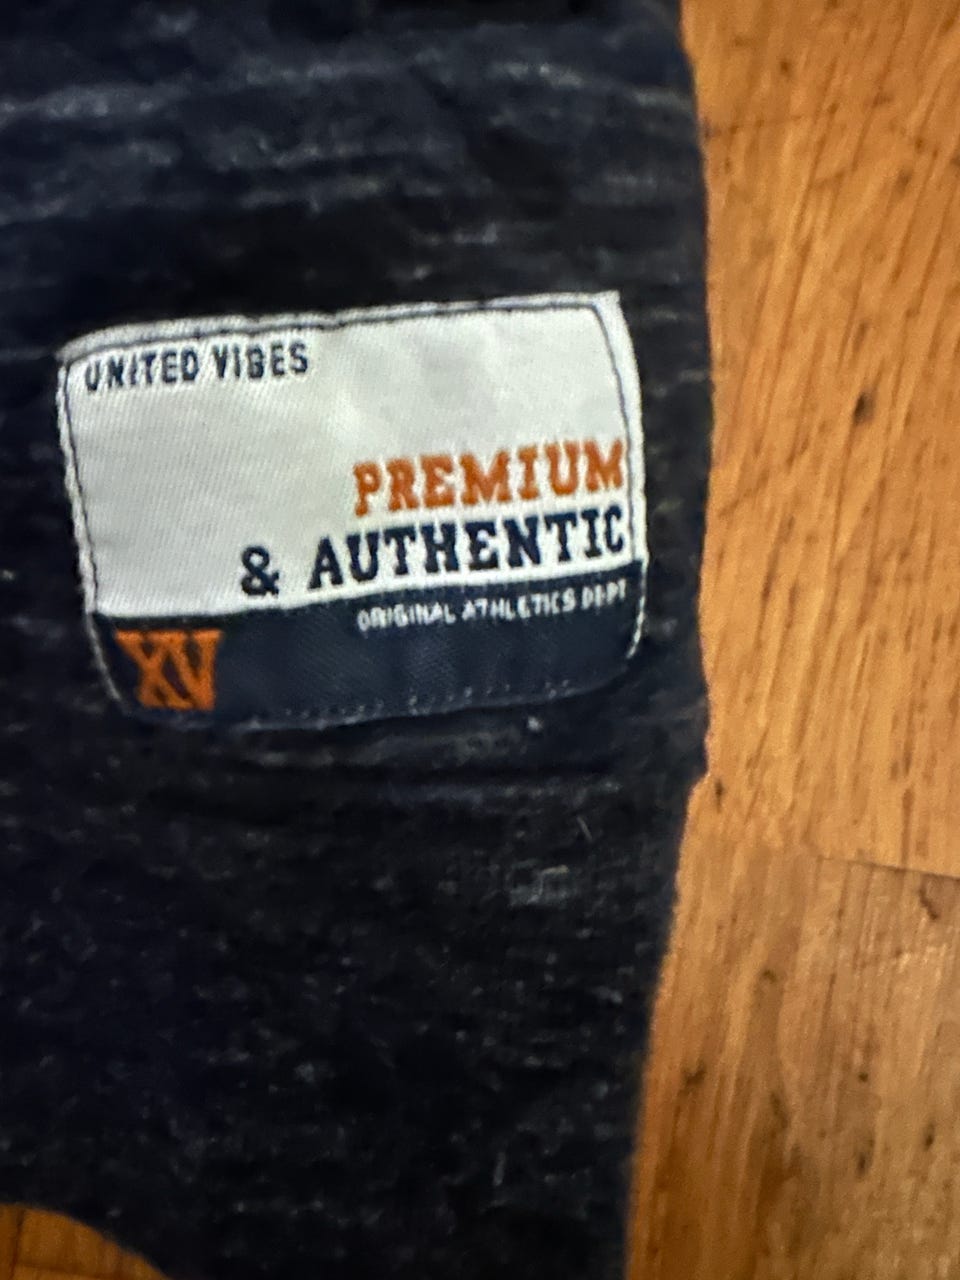 UNITED VIBES
PREMIUM
& AUTHENTIC
ORIGINAL ATHLETICS DEPT
XV